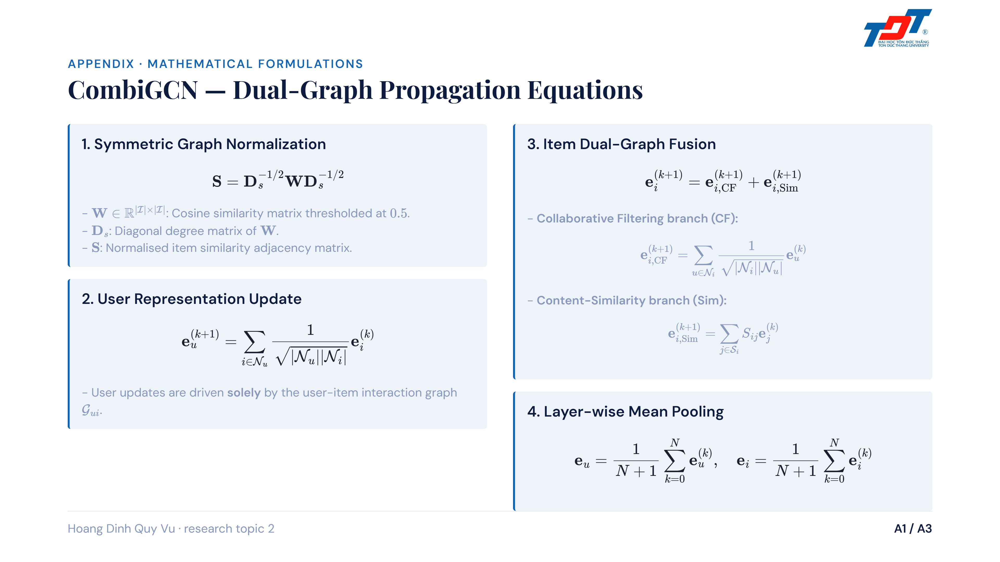 TDT ®
ĐẠI HỌC TÔN ĐỨC THẮNG
TON DUC THANG UNIVERSITY
APPENDIX · MATHEMATICAL FORMULATIONS
CombiGCN — Dual-Graph Propagation Equations
1. Symmetric Graph Normalization
$\mathbf{S} = \mathbf{D}_s^{-1/2}\mathbf{W}\mathbf{D}_s^{-1/2}$
- $\mathbf{W} \in \mathbb{R}^{|\mathcal{I}| \times |\mathcal{I}|}$: Cosine similarity matrix thresholded at 0.5.
- $\mathbf{D}_s$: Diagonal degree matrix of $\mathbf{W}$.
- $\mathbf{S}$: Normalised item similarity adjacency matrix.
2. User Representation Update
$\mathbf{e}_u^{(k+1)} = \sum_{i \in \mathcal{N}_u} \frac{1}{\sqrt{|\mathcal{N}_u||\mathcal{N}_i|}} \mathbf{e}_i^{(k)}$
- User updates are driven solely by the user-item interaction graph
$\mathcal{G}_{ui}$.
3. Item Dual-Graph Fusion
$\mathbf{e}_i^{(k+1)} = \mathbf{e}_{i,\mathrm{CF}}^{(k+1)} + \mathbf{e}_{i,\mathrm{Sim}}^{(k+1)}$
- Collaborative Filtering branch (CF):
$\mathbf{e}_{i,\mathrm{CF}}^{(k+1)} = \sum_{u \in \mathcal{N}_i} \frac{1}{\sqrt{|\mathcal{N}_i||\mathcal{N}_u|}} \mathbf{e}_u^{(k)}$
- Content-Similarity branch (Sim):
$\mathbf{e}_{i,\mathrm{Sim}}^{(k+1)} = \sum_{j \in \mathcal{S}_i} S_{ij} \mathbf{e}_j^{(k)}$
4. Layer-wise Mean Pooling
$\mathbf{e}_u = \frac{1}{N+1} \sum_{k=0}^{N} \mathbf{e}_u^{(k)}, \quad \mathbf{e}_i = \frac{1}{N+1} \sum_{k=0}^{N} \mathbf{e}_i^{(k)}$
Hoang Dinh Quy Vu · research topic 2
A1 / A3